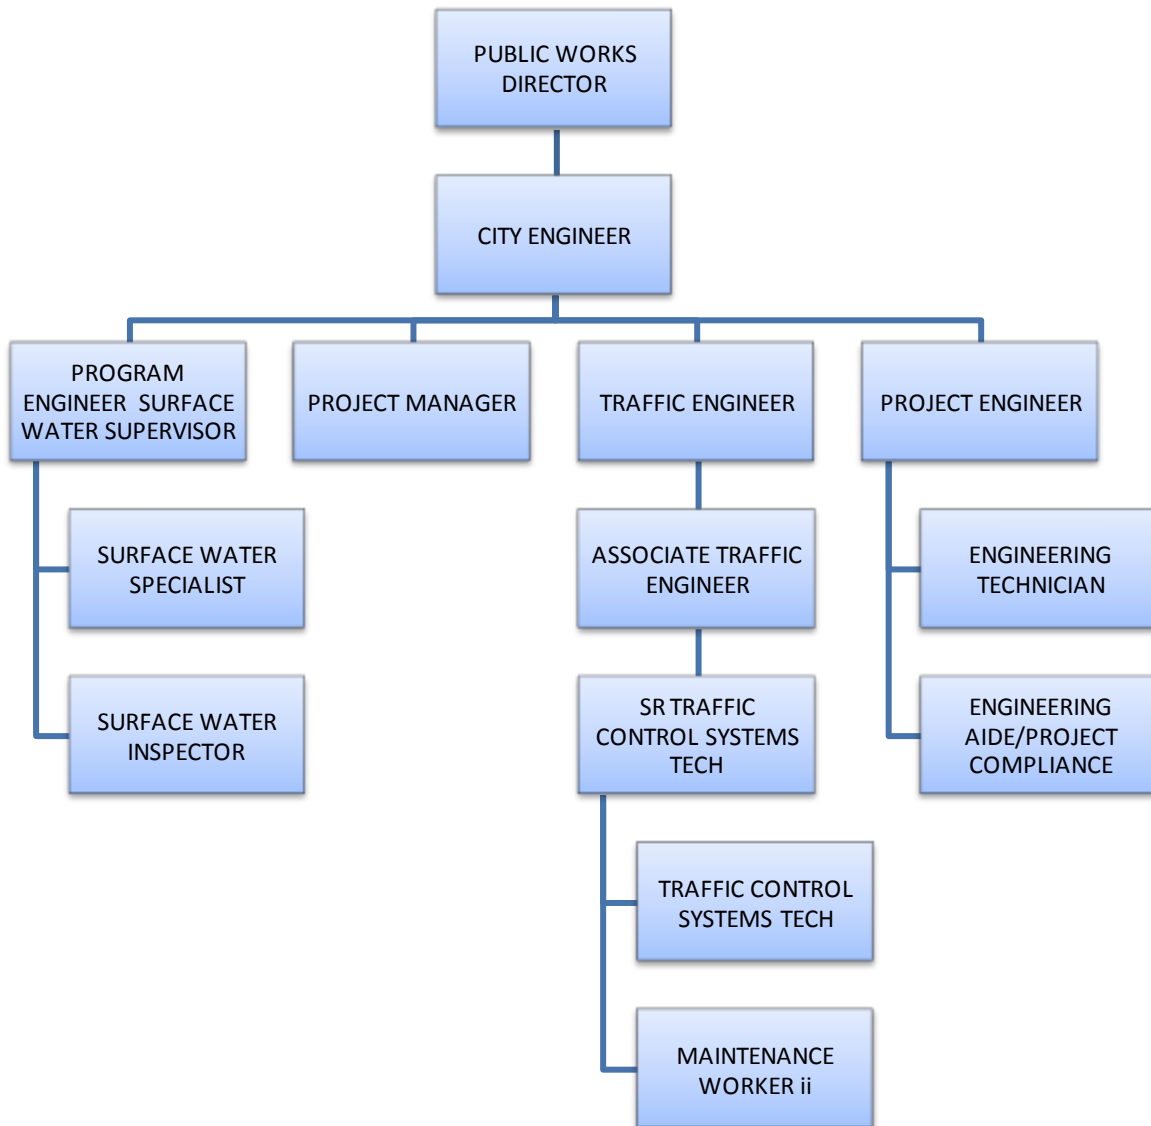 PUBLIC WORKS
DIRECTOR
CITY ENGINEER
PROGRAM
ENGINEER SURFACE
WATER SUPERVISOR
PROJECT MANAGER
TRAFFIC ENGINEER
PROJECT ENGINEER
SURFACE WATER
SPECIALIST
ASSOCIATE TRAFFIC
ENGINEER
ENGINEERING
TECHNICIAN
SURFACE WATER
INSPECTOR
SR TRAFFIC
CONTROL SYSTEMS
TECH
ENGINEERING
AIDE/PROJECT
COMPLIANCE
TRAFFIC CONTROL
SYSTEMS TECH
MAINTENANCE
WORKER ii